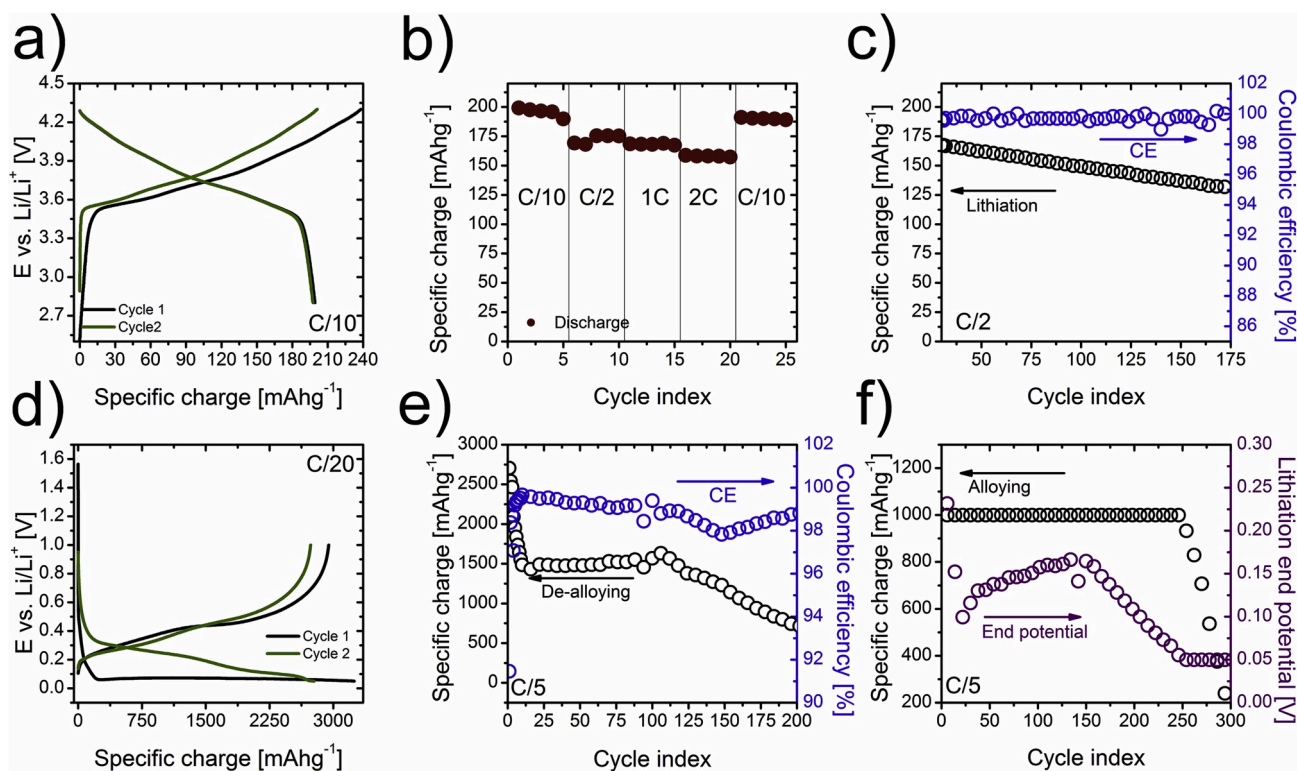 a)
4.5
4.2
3.9
3.6
3.3
3.0
2.7
E vs. Li/Li+ [V]
Cycle 1
Cycle2
C/10
0 30 60 90 120 150 180 210 240
Specific charge [mAhg-1]
b)
200
175
150
125
100
75
50
25
0
Specific charge [mAhg-1]
C/10 C/2 1C 2C C/10
Discharge
0 5 10 15 20 25
Cycle index
c)
200
175
150
125
100
75
50
25
0
Specific charge [mAhg-1]
CE
Lithiation
C/2
102
100
98
96
94
92
90
88
86
Coulombic efficiency [%]
50 75 100 125 150 175
Cycle index
d)
1.6
1.4
1.2
1.0
0.8
0.6
0.4
0.2
0.0
E vs. Li/Li+ [V]
C/20
Cycle 1
Cycle 2
0 750 1500 2250 3000
Specific charge [mAhg-1]
e)
3000
2500
2000
1500
1000
500
0
Specific charge [mAhg-1]
CE
De-alloying
C/5
102
100
98
96
94
92
90
Coulombic efficiency [%]
0 25 50 75 100 125 150 175 200
Cycle index
f)
1200
1000
800
600
400
200
Specific charge [mAhg-1]
Alloying
End potential
C/5
0.30
0.25
0.20
0.15
0.10
0.05
0.00
Lithiation end potential [V]
0 50 100 150 200 250 300
Cycle index